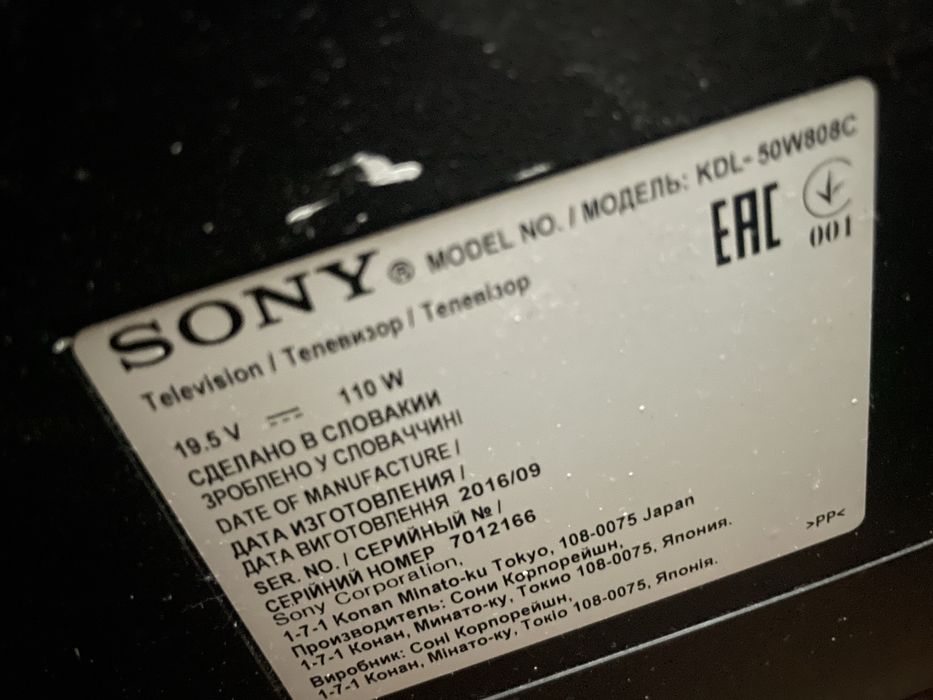 SONY® MODEL NO. / МОДЕЛЬ: KDL-50W808C
Television / Телевизор / Телевізор
EAC
001
19.5 V ⎓ 110 W
СДЕЛАНО В СЛОВАКИИ
ЗРОБЛЕНО У СЛОВАЧЧИНІ
DATE OF MANUFACTURE /
ДАТА ИЗГОТОВЛЕНИЯ /
ДАТА ВИГОТОВЛЕННЯ 2016/09
SER. NO. / СЕРИЙНЫЙ № /
СЕРІЙНИЙ НОМЕР 7012166
Sony Corporation,
1-7-1 Konan Minato-ku Tokyo, 108-0075 Japan
Производитель: Сони Корпорейшн,
1-7-1 Конан, Минато-ку, Токио 108-0075, Япония.
Виробник: Соні Корпорейшн,
1-7-1 Конан, Мінато-ку, Токіо 108-0075, Японія.
>PP<